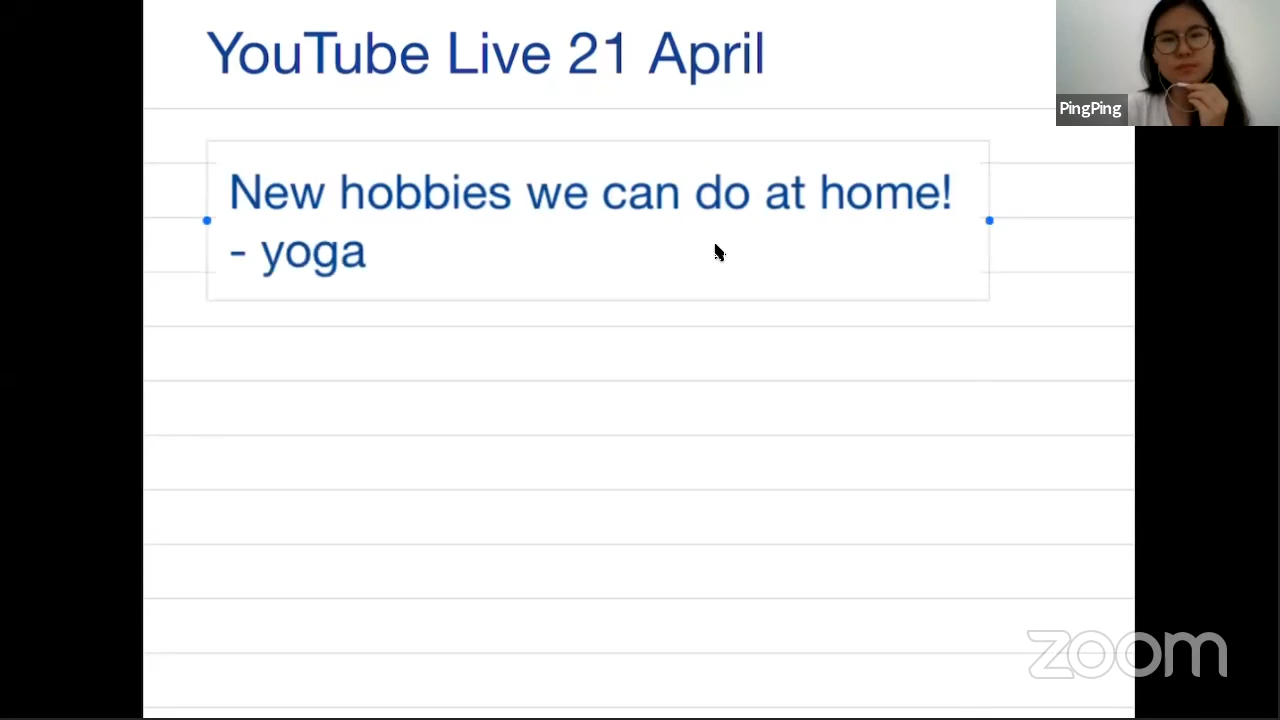 YouTube Live 21 April
PingPing
New hobbies we can do at home!
- yoga
zoom